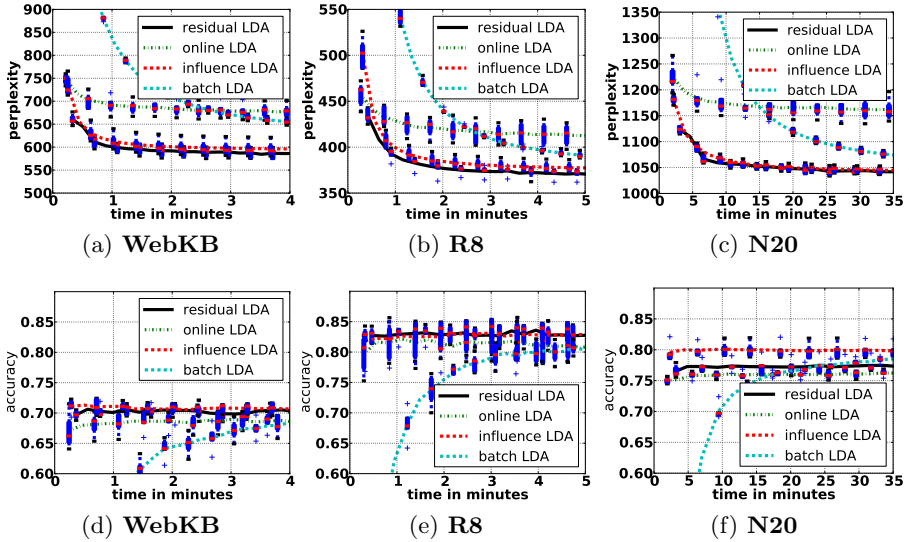 900
850
800
750
700
650
600
550
500
perplexity
residual LDA
online LDA
influence LDA
batch LDA
0 1 2 3 4
time in minutes
(a) WebKB
550
500
450
400
350
perplexity
residual LDA
online LDA
influence LDA
batch LDA
0 1 2 3 4 5
time in minutes
(b) R8
1350
1300
1250
1200
1150
1100
1050
1000
perplexity
residual LDA
online LDA
influence LDA
batch LDA
0 5 10 15 20 25 30 35
time in minutes
(c) N20
0.85
0.80
0.75
0.70
0.65
0.60
accuracy
residual LDA
online LDA
influence LDA
batch LDA
0 1 2 3 4
time in minutes
(d) WebKB
0.85
0.80
0.75
0.70
0.65
0.60
accuracy
residual LDA
online LDA
influence LDA
batch LDA
0 1 2 3 4 5
time in minutes
(e) R8
0.85
0.80
0.75
0.70
0.65
0.60
accuracy
residual LDA
online LDA
influence LDA
batch LDA
0 5 10 15 20 25 30 35
time in minutes
(f) N20